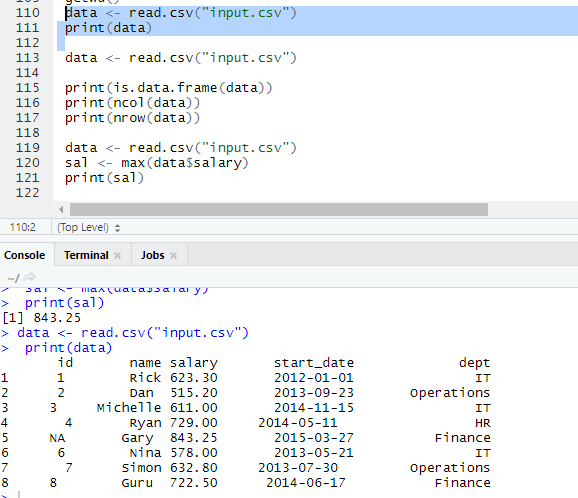 109 getwd()
110 data <- read.csv("input.csv")
111 print(data)
112
113 data <- read.csv("input.csv")
114
115 print(is.data.frame(data))
116 print(ncol(data))
117 print(nrow(data))
118
119 data <- read.csv("input.csv")
120 sal <- max(data$salary)
121 print(sal)
122
110:2 (Top Level)
Console Terminal Jobs
~/
> sal <- max(data$salary)
> print(sal)
[1] 843.25
> data <- read.csv("input.csv")
> print(data)
id name salary start_date dept
1 1 Rick 623.30 2012-01-01 IT
2 2 Dan 515.20 2013-09-23 Operations
3 3 Michelle 611.00 2014-11-15 IT
4 4 Ryan 729.00 2014-05-11 HR
5 NA Gary 843.25 2015-03-27 Finance
6 6 Nina 578.00 2013-05-21 IT
7 7 Simon 632.80 2013-07-30 Operations
8 8 Guru 722.50 2014-06-17 Finance
>